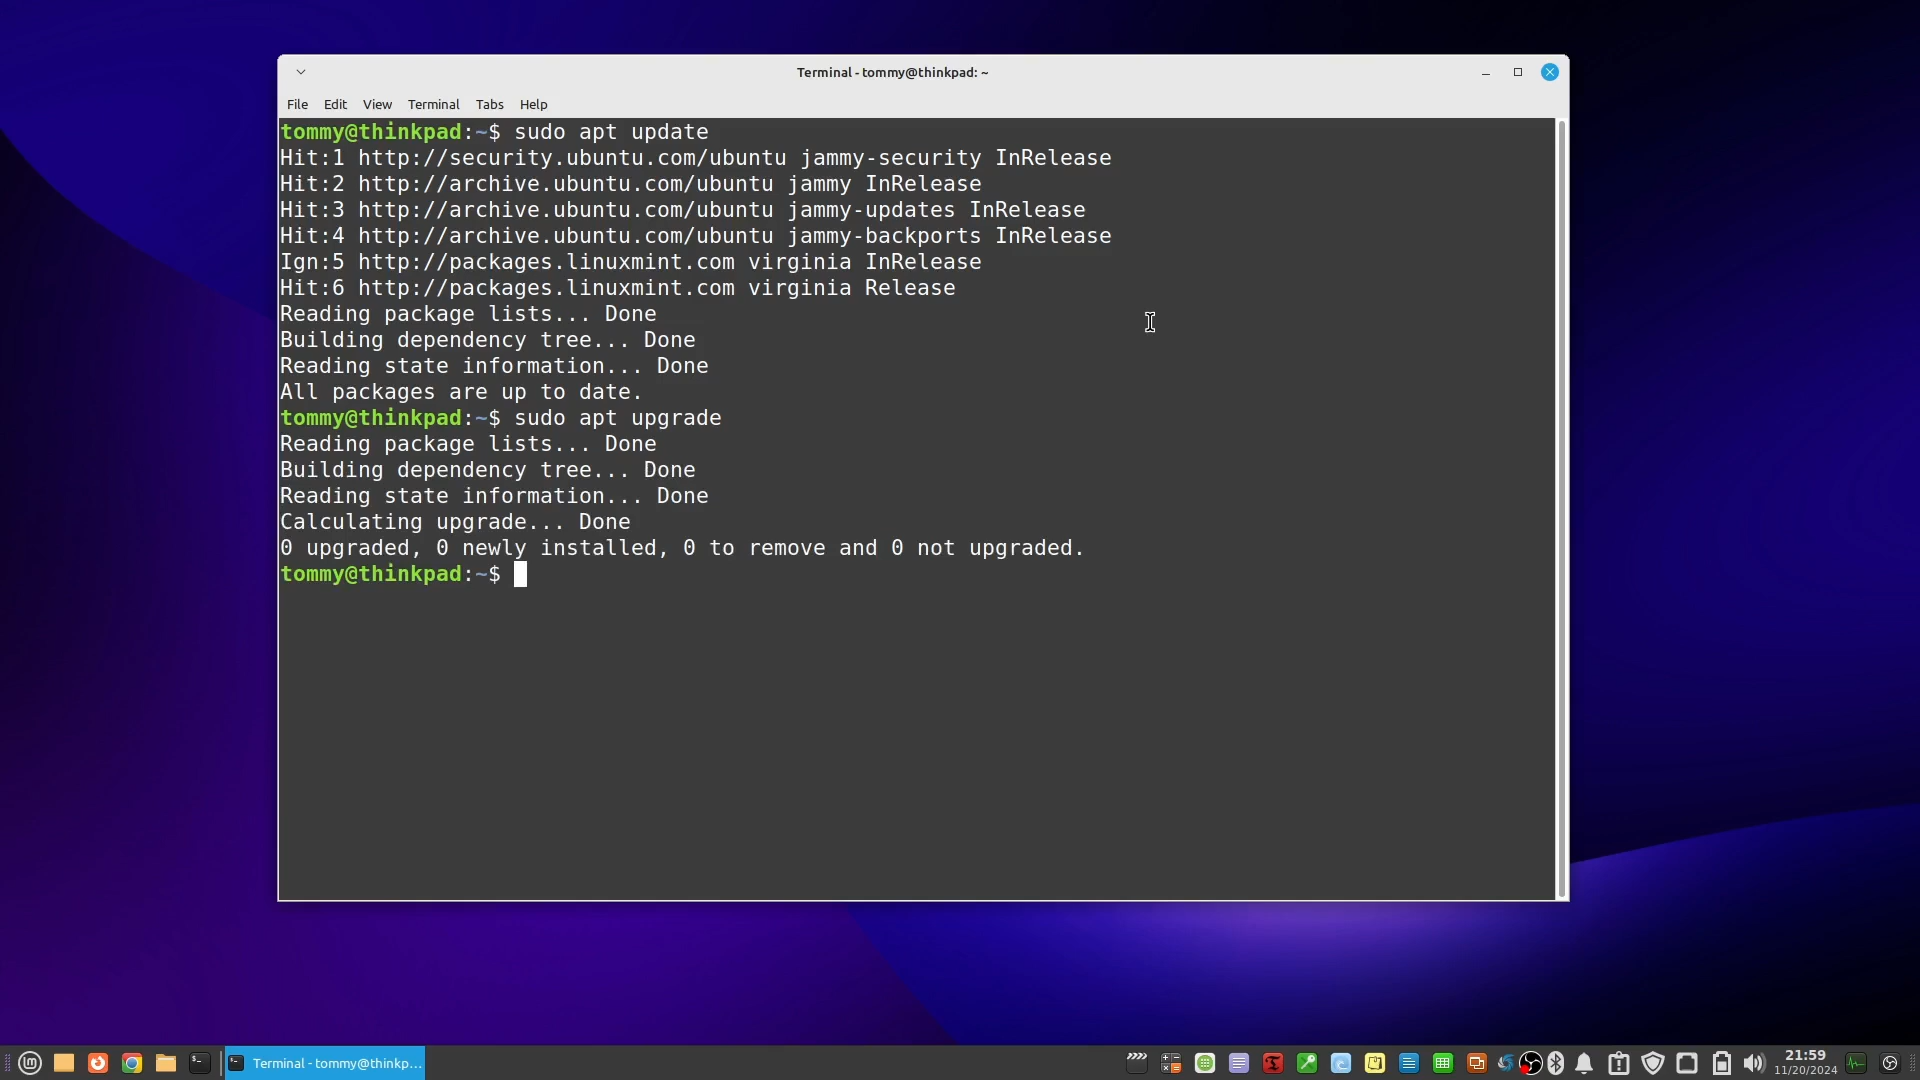 Terminal - tommy@thinkpad: ~
File Edit View Terminal Tabs Help
tommy@thinkpad:~$ sudo apt update
Hit:1 http://security.ubuntu.com/ubuntu jammy-security InRelease
Hit:2 http://archive.ubuntu.com/ubuntu jammy InRelease
Hit:3 http://archive.ubuntu.com/ubuntu jammy-updates InRelease
Hit:4 http://archive.ubuntu.com/ubuntu jammy-backports InRelease
Ign:5 http://packages.linuxmint.com virginia InRelease
Hit:6 http://packages.linuxmint.com virginia Release
Reading package lists... Done
Building dependency tree... Done
Reading state information... Done
All packages are up to date.
tommy@thinkpad:~$ sudo apt upgrade
Reading package lists... Done
Building dependency tree... Done
Reading state information... Done
Calculating upgrade... Done
0 upgraded, 0 newly installed, 0 to remove and 0 not upgraded.
tommy@thinkpad:~$
Terminal - tommy@thinkp...
21:59
11/20/2024